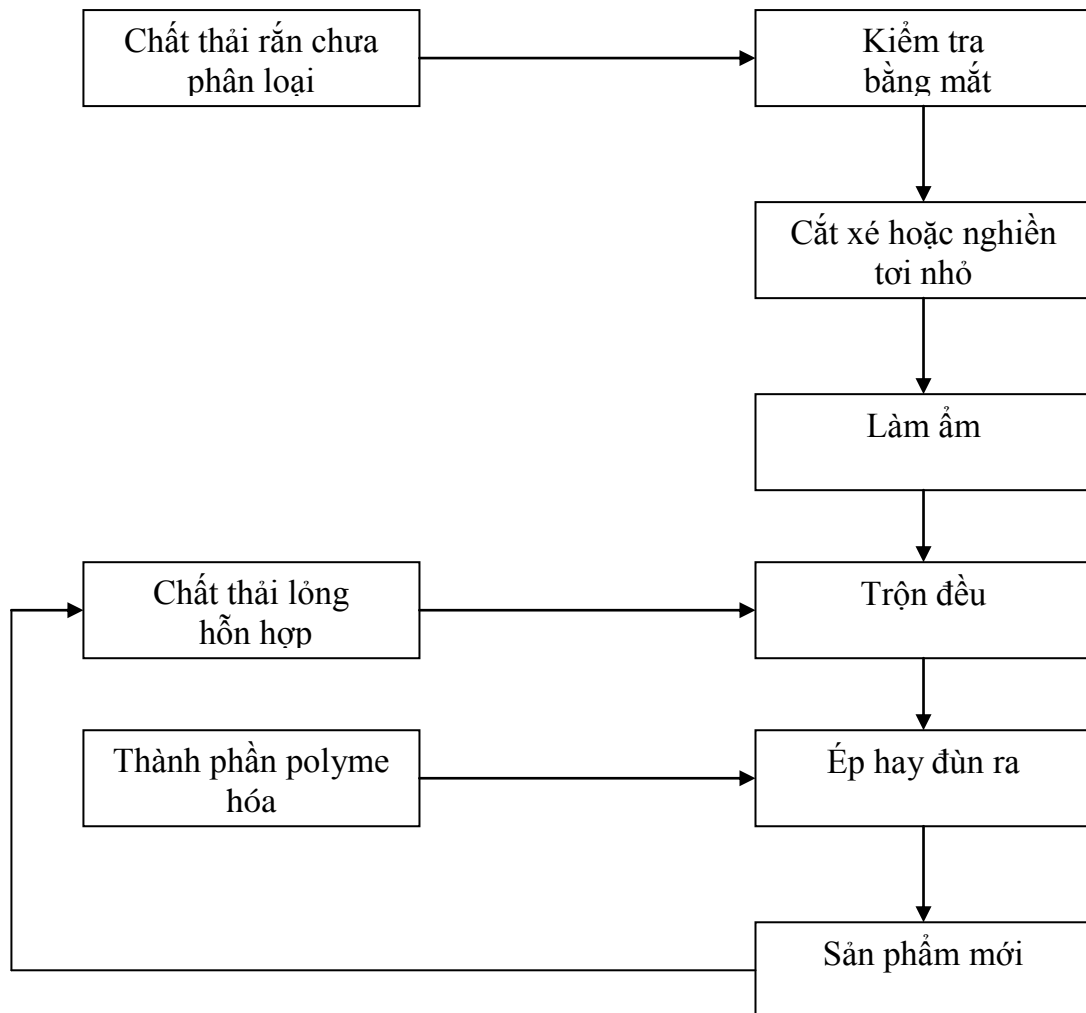 Chất thải rắn chưa
phân loại
Kiểm tra
bằng mắt
Cắt xé hoặc nghiền
tơi nhỏ
Làm ẩm
Chất thải lỏng
hỗn hợp
Trộn đều
Thành phần polyme
hóa
Ép hay đùn ra
Sản phẩm mới